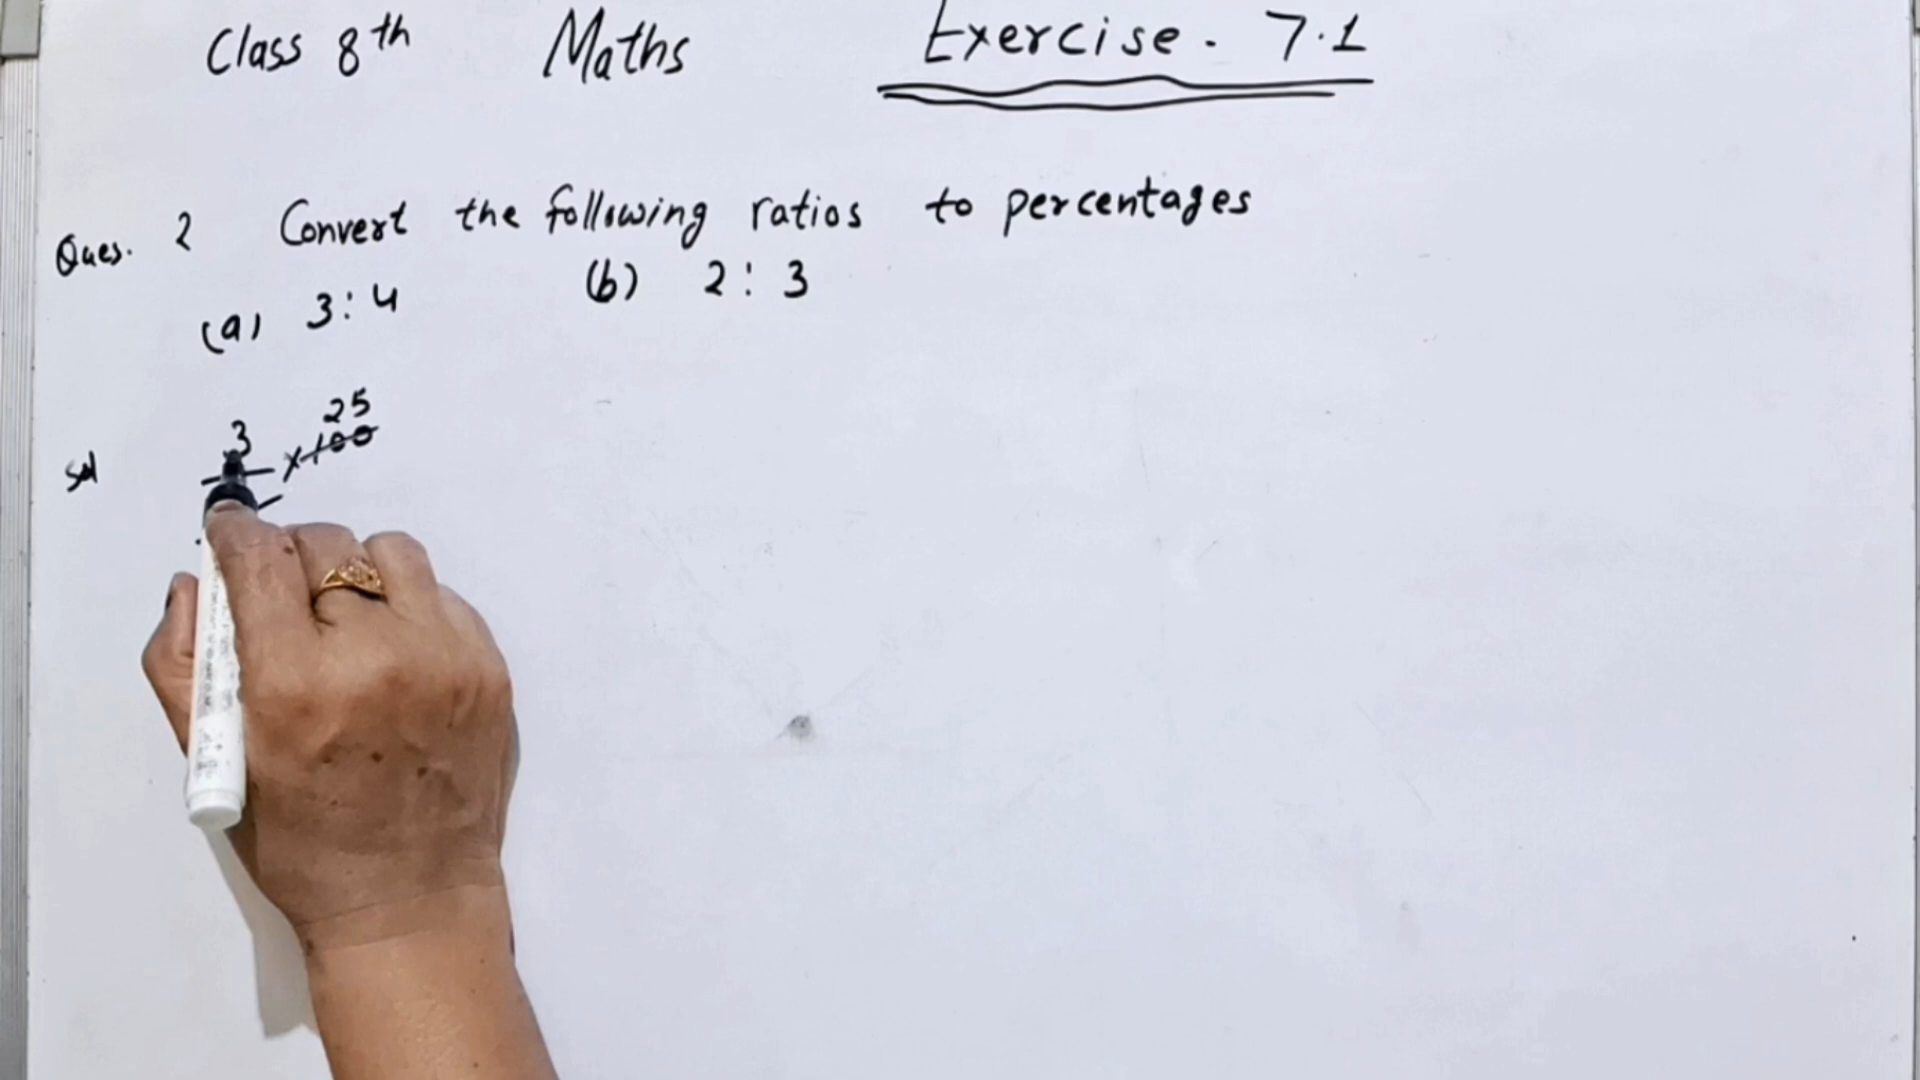 Class 8th Maths Exercise. 7.1
Ques. 2 Convert the following ratios to percentages
(a) 3:4 (b) 2:3
25
Sol 3 × 100